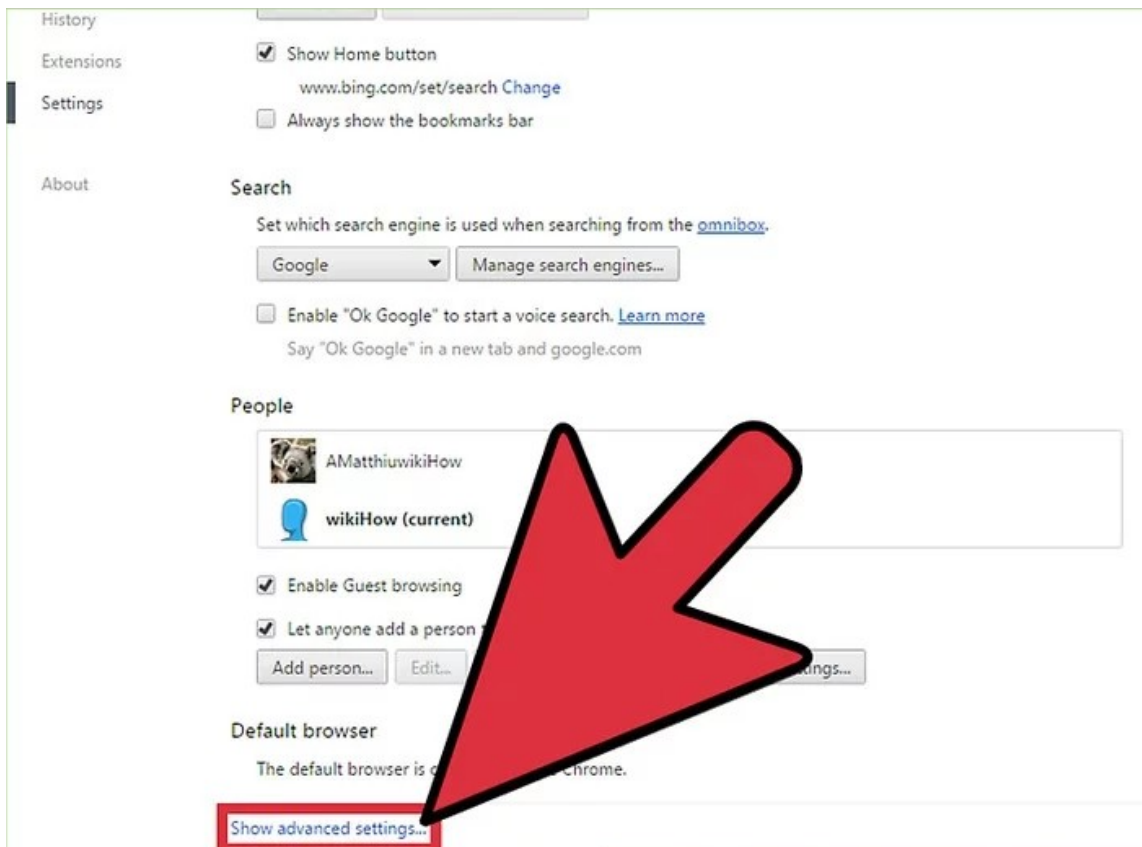 History
Extensions
Settings
About
Show Home button
www.bing.com/set/search Change
Always show the bookmarks bar
Search
Set which search engine is used when searching from the omnibox.
Google Manage search engines...
Enable "Ok Google" to start a voice search. Learn more
Say "Ok Google" in a new tab and google.com
People
AMatthiuwikiHow
wikiHow (current)
Enable Guest browsing
Let anyone add a person
Add person... Edit...
Default browser
The default browser is Chrome.
Show advanced settings...